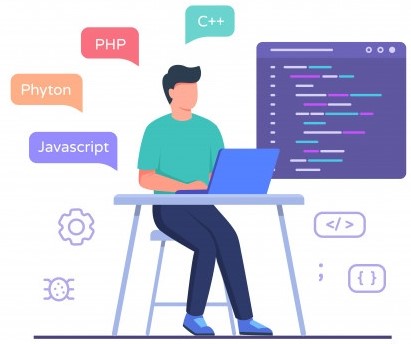 C++
PHP
Phyton
Javascript
</>
;
{ }